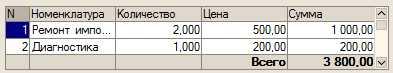 N Номенклатура Количество Цена Сумма
1 Ремонт импо... 2,000 500,00 1 000,00
2 Диагностика 1,000 200,00 200,00
Всего 3 800,00